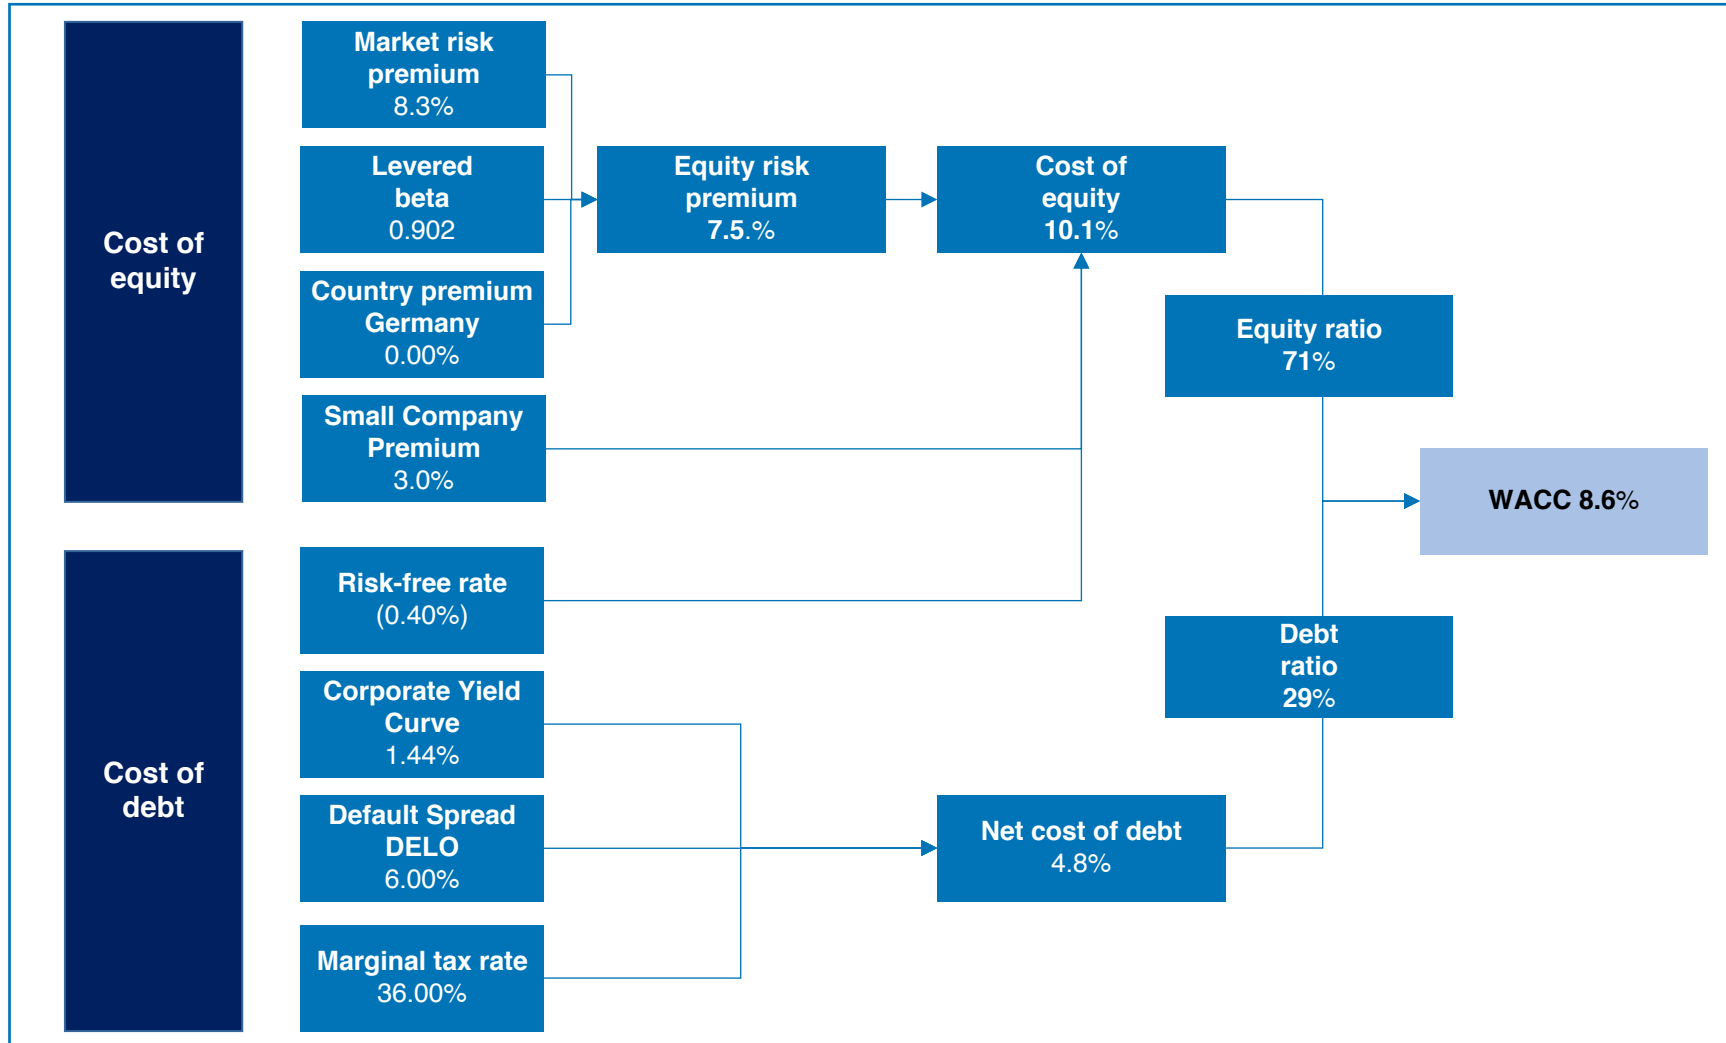 Cost of
equity
Market risk
premium
8.3%
Levered
beta
0.902
Country premium
Germany
0.00%
Small Company
Premium
3.0%
Equity risk
premium
7.5.%
Cost of
equity
10.1%
Equity ratio
71%
WACC 8.6%
Cost of
debt
Risk-free rate
(0.40%)
Corporate Yield
Curve
1.44%
Default Spread
DELO
6.00%
Marginal tax rate
36.00%
Net cost of debt
4.8%
Debt
ratio
29%